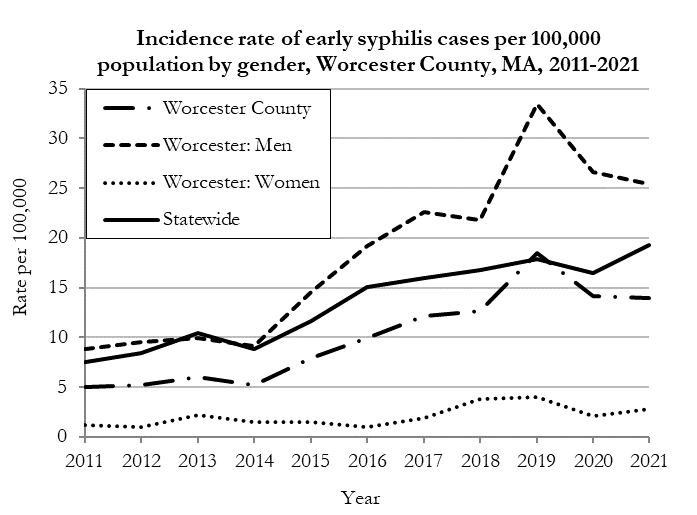 Incidence rate of early syphilis cases per 100,000
population by gender, Worcester County, MA, 2011-2021
35
30
25
20
15
10
5
0
Rate per 100,000
Worcester County
Worcester: Men
Worcester: Women
Statewide
2011 2012 2013 2014 2015 2016 2017 2018 2019 2020 2021
Year